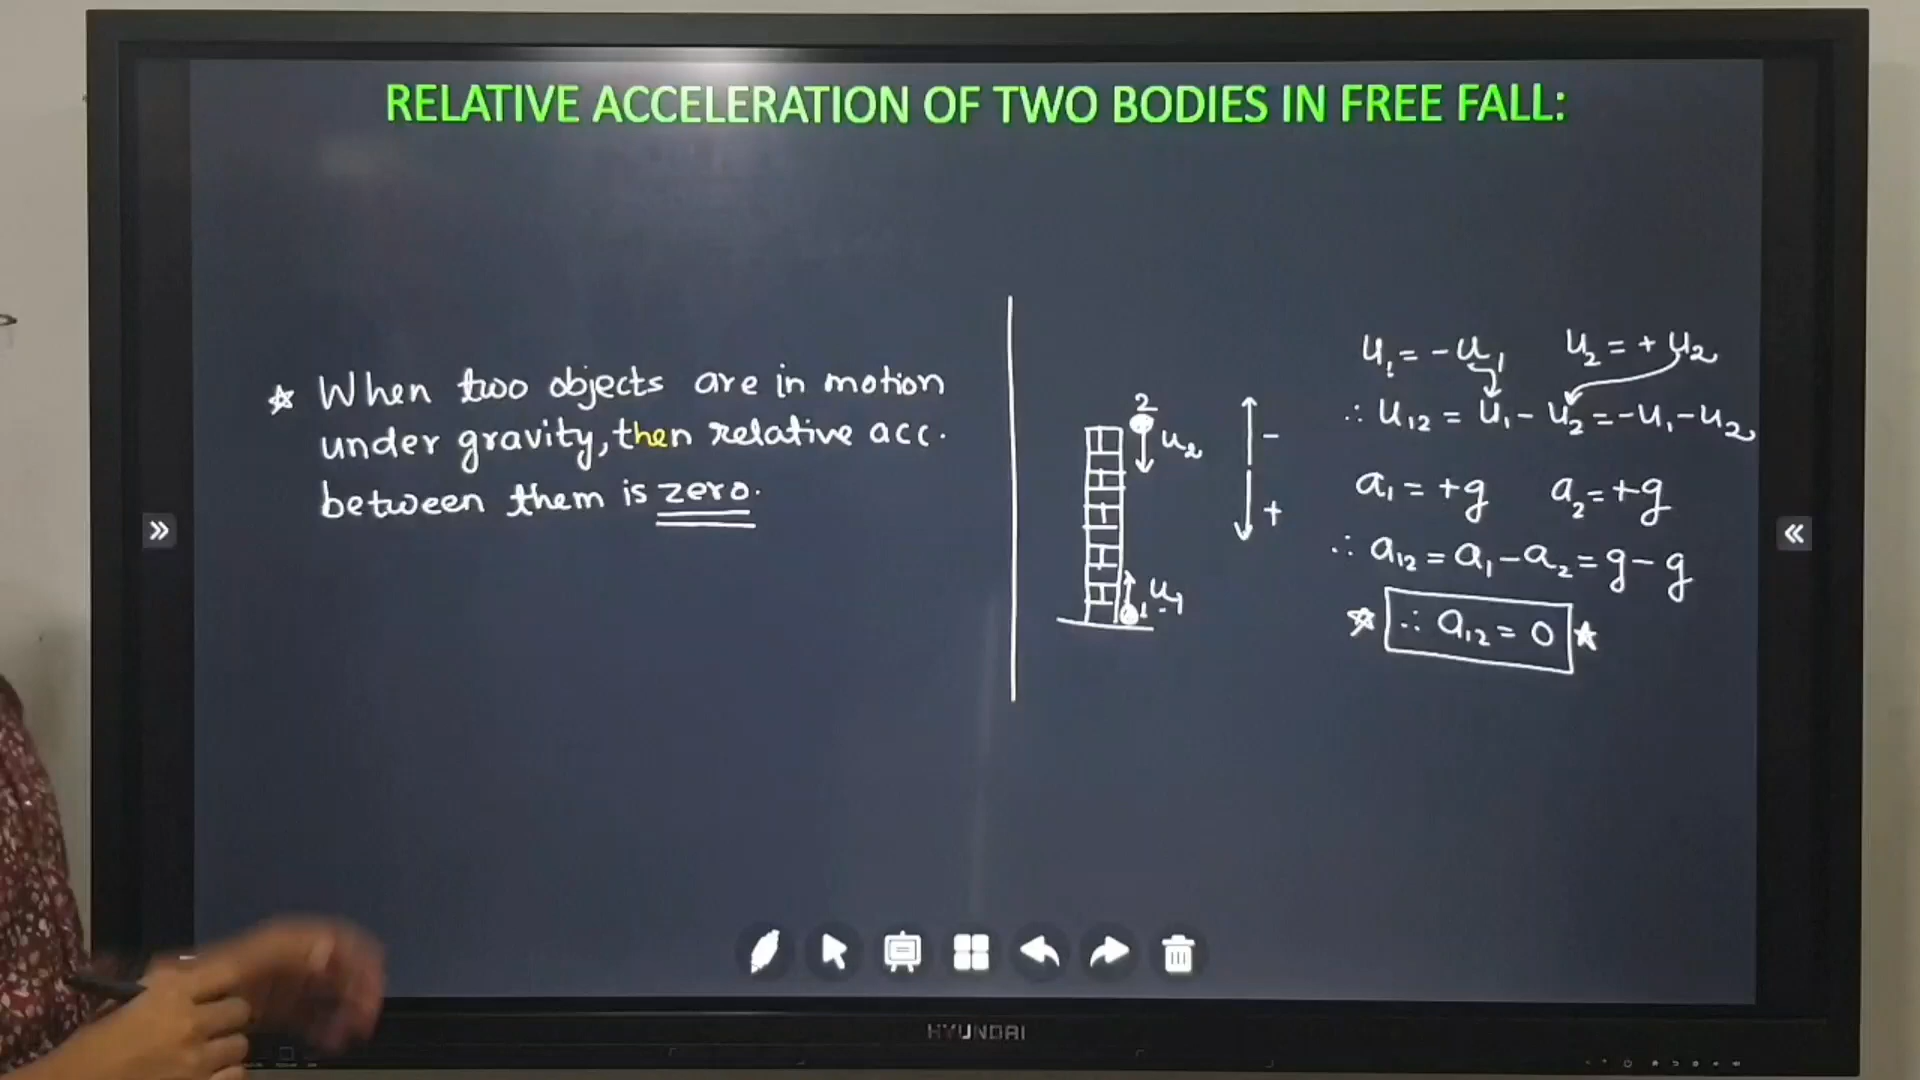 RELATIVE ACCELERATION OF TWO BODIES IN FREE FALL:
☆ When two objects are in motion
under gravity, then relative acc.
between them is zero.
2
u₂
u₁
1
-
+
u₁ = -u₁ u₂ = +u₂
∴ u₁₂ = u₁ - u₂ = -u₁ - u₂
a₁ = +g a₂ = +g
∴ a₁₂ = a₁ - a₂ = g - g
☆ ∴ a₁₂ = 0 ★
HYUNDAI